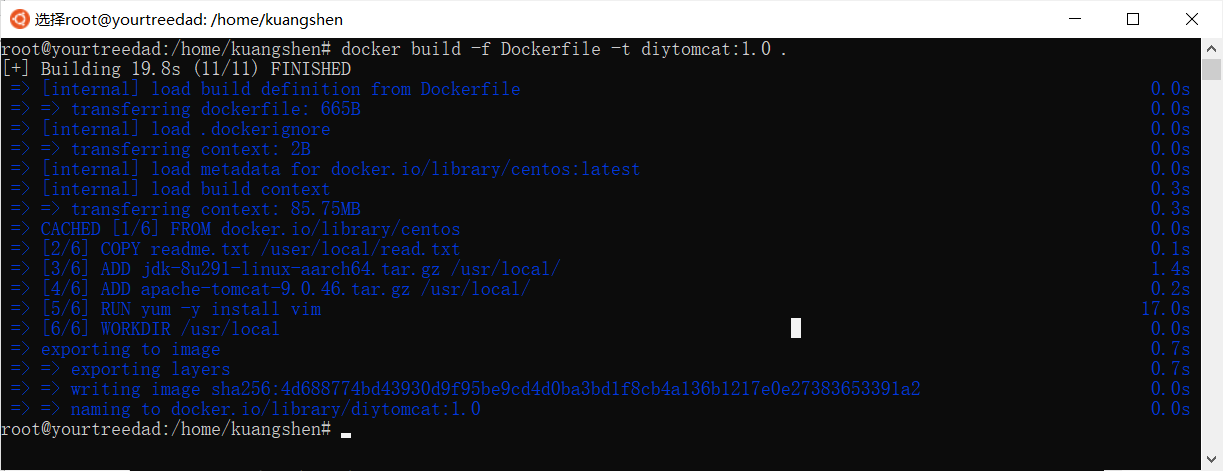 选择root@yourtreedad: /home/kuangshen
root@yourtreedad:/home/kuangshen# docker build -f Dockerfile -t diytomcat:1.0 .
[+] Building 19.8s (11/11) FINISHED
=> [internal] load build definition from Dockerfile 0.0s
=> => transferring dockerfile: 665B 0.0s
=> [internal] load .dockerignore 0.0s
=> => transferring context: 2B 0.0s
=> [internal] load metadata for docker.io/library/centos:latest 0.0s
=> [internal] load build context 0.3s
=> => transferring context: 85.75MB 0.3s
=> CACHED [1/6] FROM docker.io/library/centos 0.0s
=> [2/6] COPY readme.txt /user/local/read.txt 0.1s
=> [3/6] ADD jdk-8u291-linux-aarch64.tar.gz /usr/local/ 1.4s
=> [4/6] ADD apache-tomcat-9.0.46.tar.gz /usr/local/ 0.2s
=> [5/6] RUN yum -y install vim 17.0s
=> [6/6] WORKDIR /usr/local 0.0s
=> exporting to image 0.7s
=> => exporting layers 0.7s
=> => writing image sha256:4d688774bd43930d9f95be9cd4d0ba3bd1f8cb4a136b1217e0e27383653391a2 0.0s
=> => naming to docker.io/library/diytomcat:1.0 0.0s
root@yourtreedad:/home/kuangshen#